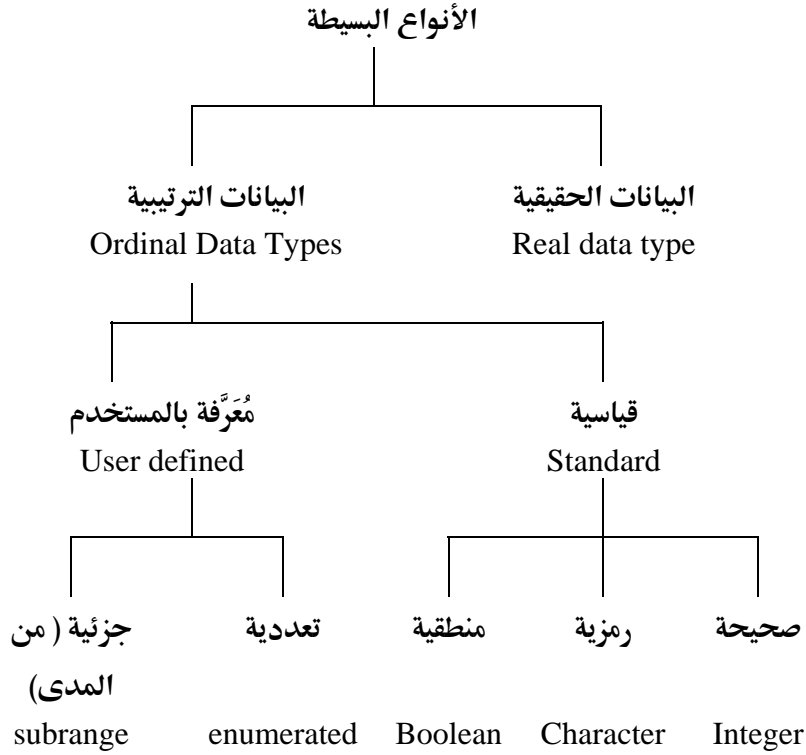 الأنواع البسيطة
البيانات الحقيقية
Real data type
البيانات الترتيبية
Ordinal Data Types
قياسية
Standard
مُعَرَّفة بالمستخدم
User defined
صحيحة
Integer
رمزية
Character
منطقية
Boolean
تعددية
enumerated
جزئية ( من
المدى)
subrange